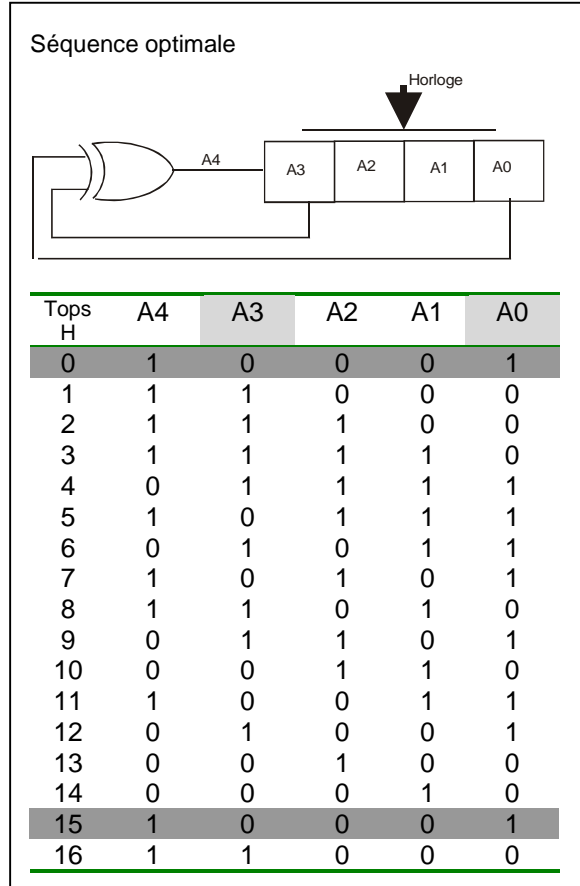 Séquence optimale
Horloge
A4 A3 A2 A1 A0
Tops H A4 A3 A2 A1 A0
0 1 0 0 0 1
1 1 1 0 0 0
2 1 1 1 0 0
3 1 1 1 1 0
4 0 1 1 1 1
5 1 0 1 1 1
6 0 1 0 1 1
7 1 0 1 0 1
8 1 1 0 1 0
9 0 1 1 0 1
10 0 0 1 1 0
11 1 0 0 1 1
12 0 1 0 0 1
13 0 0 1 0 0
14 0 0 0 1 0
15 1 0 0 0 1
16 1 1 0 0 0